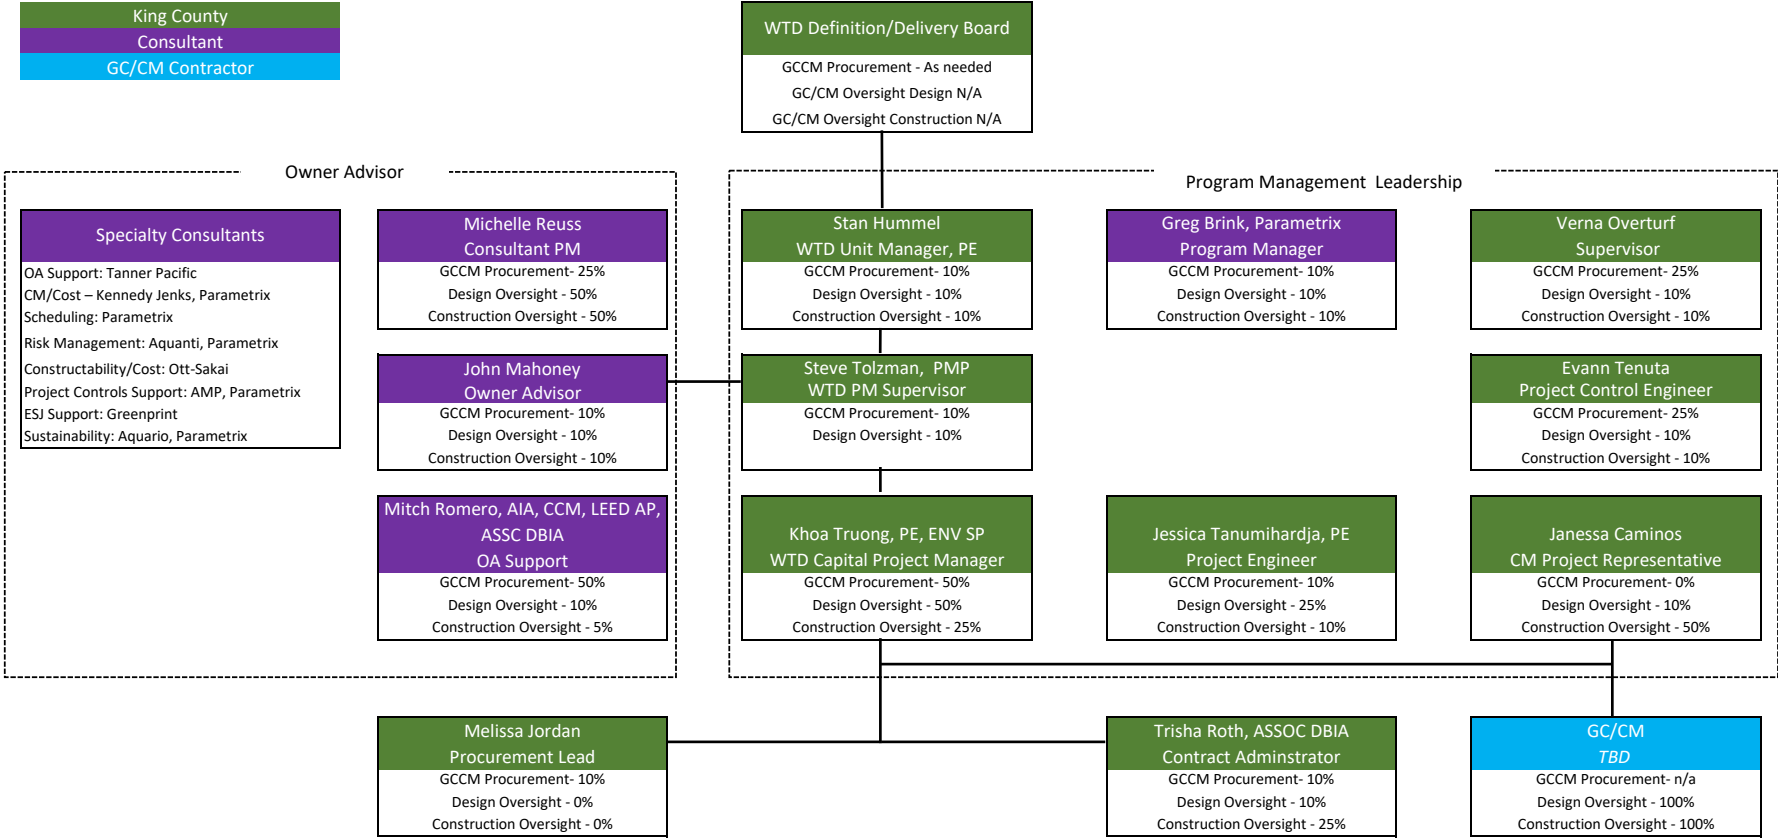 King County
Consultant
GC/CM Contractor
WTD Definition/Delivery Board
GCCM Procurement - As needed
GC/CM Oversight Design N/A
GC/CM Oversight Construction N/A
Owner Advisor
Program Management Leadership
Specialty Consultants
OA Support: Tanner Pacific
CM/Cost – Kennedy Jenks, Parametrix
Scheduling: Parametrix
Risk Management: Aquanti, Parametrix
Constructability/Cost: Ott-Sakai
Project Controls Support: AMP, Parametrix
ESJ Support: Greenprint
Sustainability: Aquario, Parametrix
Michelle Reuss
Consultant PM
GCCM Procurement- 25%
Design Oversight - 50%
Construction Oversight - 50%
Stan Hummel
WTD Unit Manager, PE
GCCM Procurement- 10%
Design Oversight - 10%
Construction Oversight - 10%
Greg Brink, Parametrix
Program Manager
GCCM Procurement- 10%
Design Oversight - 10%
Construction Oversight - 10%
Verna Overturf
Supervisor
GCCM Procurement- 25%
Design Oversight - 10%
Construction Oversight - 10%
John Mahoney
Owner Advisor
GCCM Procurement- 10%
Design Oversight - 10%
Construction Oversight - 10%
Steve Tolzman, PMP
WTD PM Supervisor
GCCM Procurement- 10%
Design Oversight - 10%
Evann Tenuta
Project Control Engineer
GCCM Procurement- 25%
Design Oversight - 10%
Construction Oversight - 10%
Mitch Romero, AIA, CCM, LEED AP,
ASSC DBIA
OA Support
GCCM Procurement- 50%
Design Oversight - 10%
Construction Oversight - 5%
Khoa Truong, PE, ENV SP
WTD Capital Project Manager
GCCM Procurement- 50%
Design Oversight - 50%
Construction Oversight - 25%
Jessica Tanumihardja, PE
Project Engineer
GCCM Procurement- 10%
Design Oversight - 25%
Construction Oversight - 10%
Janessa Caminos
CM Project Representative
GCCM Procurement- 0%
Design Oversight - 10%
Construction Oversight - 50%
Melissa Jordan
Procurement Lead
GCCM Procurement- 10%
Design Oversight - 0%
Construction Oversight - 0%
Trisha Roth, ASSOC DBIA
Contract Adminstrator
GCCM Procurement- 10%
Design Oversight - 10%
Construction Oversight - 25%
GC/CM
TBD
GCCM Procurement- n/a
Design Oversight - 100%
Construction Oversight - 100%